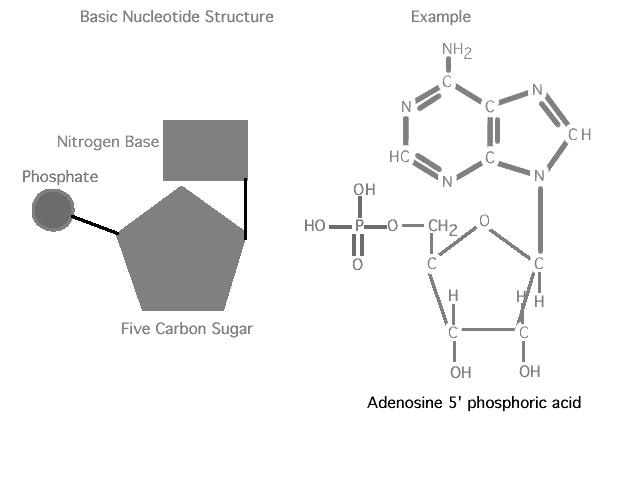 Basic Nucleotide Structure
Example
Nitrogen Base
Phosphate
Five Carbon Sugar
NH2
C
N
C
N
CH
HC
C
N
N
OH
HO
P
O
CH2
O
O
C
C
H
H
H
C
C
OH
OH
Adenosine 5' phosphoric acid